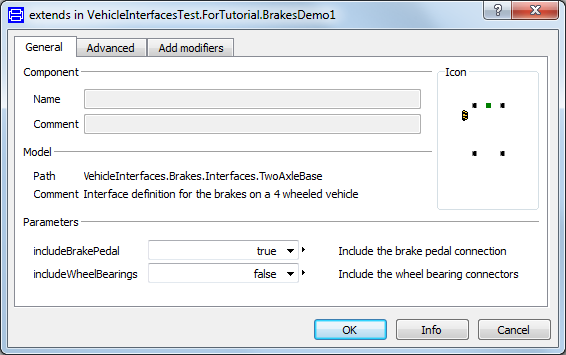 extends in VehicleInterfacesTest.ForTutorial.BrakesDemo1
General Advanced Add modifiers
Component
Icon
Name
Comment
Model
Path VehicleInterfaces.Brakes.Interfaces.TwoAxleBase
Comment Interface definition for the brakes on a 4 wheeled vehicle
Parameters
includeBrakePedal true Include the brake pedal connection
includeWheelBearings false Include the wheel bearing connectors
OK Info Cancel